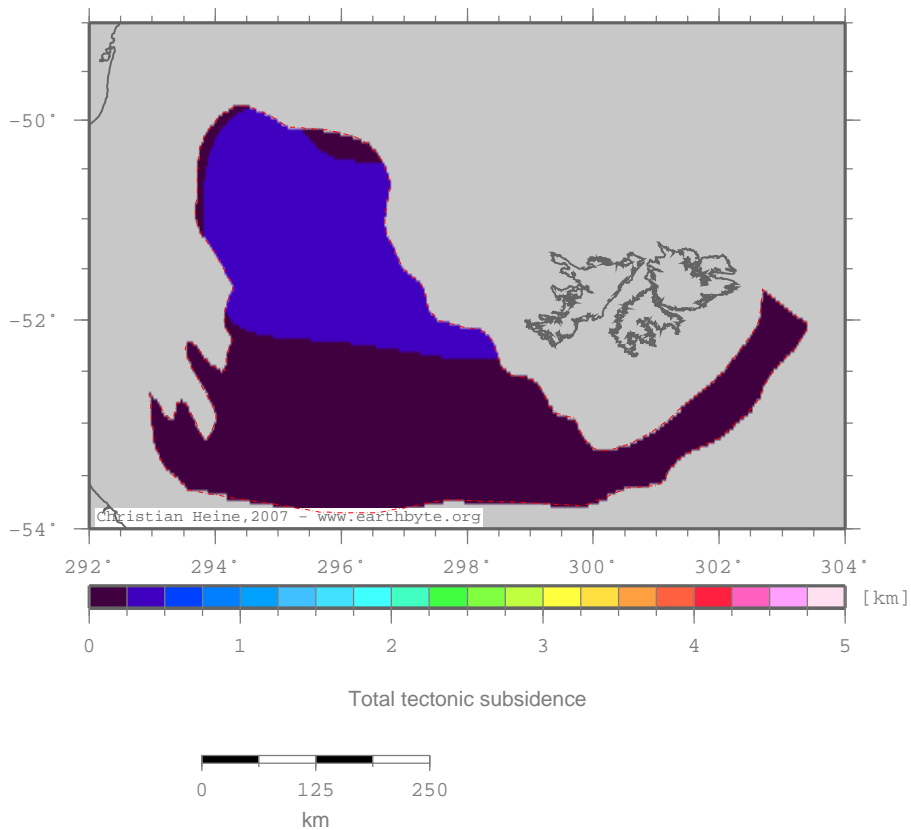 -50°
-52°
-54°
Christian Heine,2007 - www.earthbyte.org
292° 294° 296° 298° 300° 302° 304°
[km]
0 1 2 3 4 5
Total tectonic subsidence
0 125 250
km